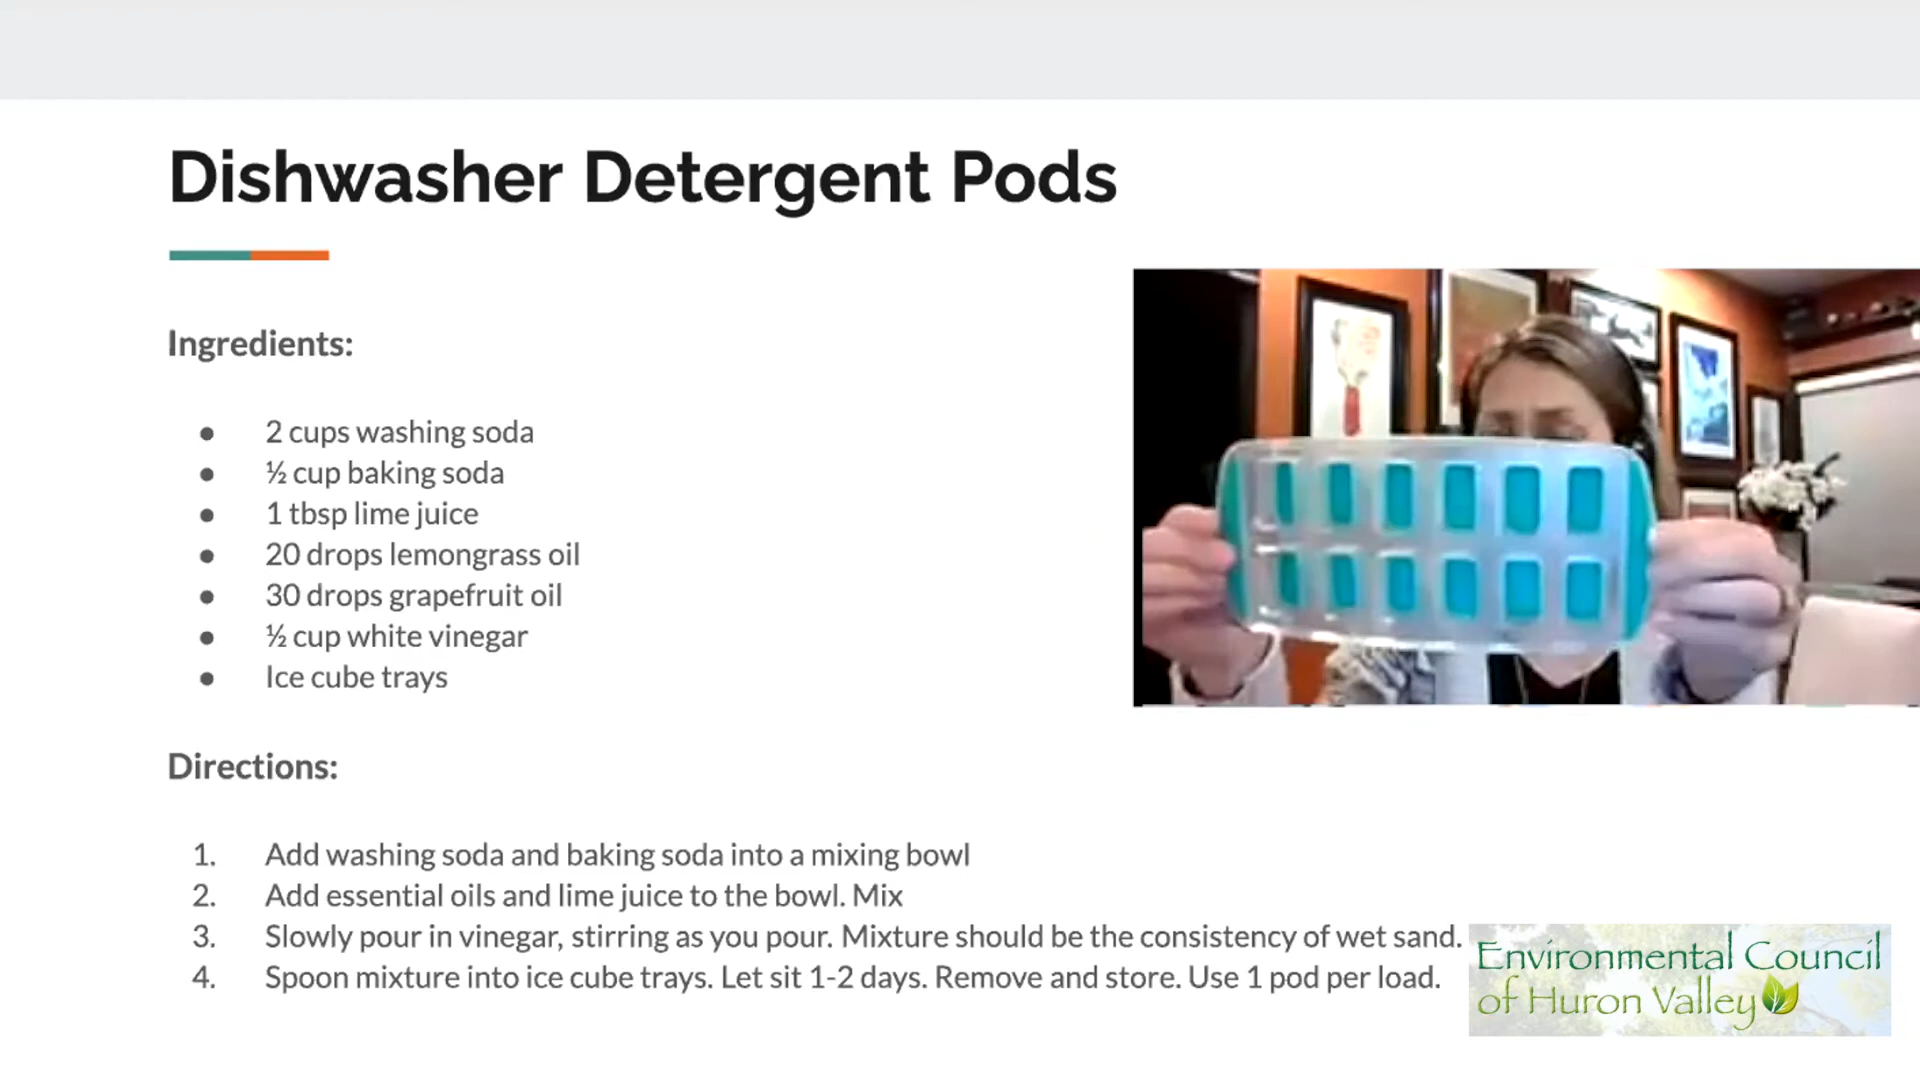 Dishwasher Detergent Pods
Ingredients:
● 2 cups washing soda
● ½ cup baking soda
● 1 tbsp lime juice
● 20 drops lemongrass oil
● 30 drops grapefruit oil
● ½ cup white vinegar
● Ice cube trays
Directions:
1. Add washing soda and baking soda into a mixing bowl
2. Add essential oils and lime juice to the bowl. Mix
3. Slowly pour in vinegar, stirring as you pour. Mixture should be the consistency of wet sand.
4. Spoon mixture into ice cube trays. Let sit 1-2 days. Remove and store. Use 1 pod per load.
Environmental Council
of Huron Valley